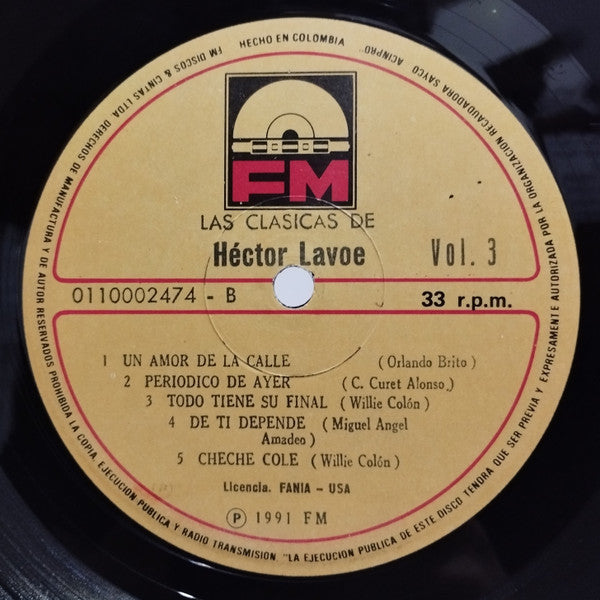 HECHO EN COLOMBIA
FM DISCOS & CINTAS LTDA. DERECHOS DE MANUFACTURA Y DE AUTOR RESERVADOS PROHIBIDA LA COPIA, EJECUCION PUBLICA Y RADIO TRANSMISION. "LA EJECUCION PUBLICA DE ESTE DISCO TENDRA QUE SER PREVIA Y EXPRESAMENTE AUTORIZADA POR LA ORGANIZACION RECAUDADORA SAYCO ACINPRO"
FM
LAS CLASICAS DE
Héctor Lavoe Vol. 3
0110002474 - B 33 r.p.m.
1 UN AMOR DE LA CALLE (Orlando Brito)
2 PERIODICO DE AYER (C. Curet Alonso)
3 TODO TIENE SU FINAL (Willie Colón)
4 DE TI DEPENDE (Miguel Angel
Amadeo)
5 CHECHE COLE (Willie Colón)
Licencia. FANIA - USA
Ⓟ 1991 FM